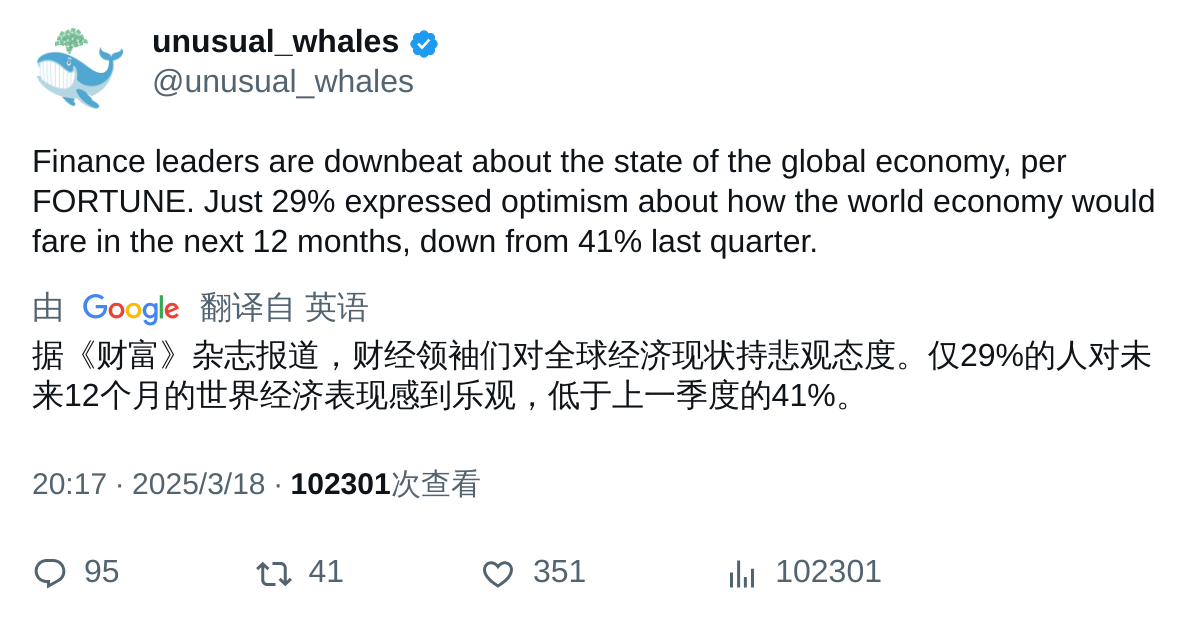 unusual_whales
@unusual_whales
Finance leaders are downbeat about the state of the global economy, per
FORTUNE. Just 29% expressed optimism about how the world economy would
fare in the next 12 months, down from 41% last quarter.
由 Google 翻译自 英语
据《财富》杂志报道，财经领袖们对全球经济现状持悲观态度。仅29%的人对未
来12个月的世界经济表现感到乐观，低于上一季度的41%。
20:17 · 2025/3/18 · 102301次查看
95 41 351 102301